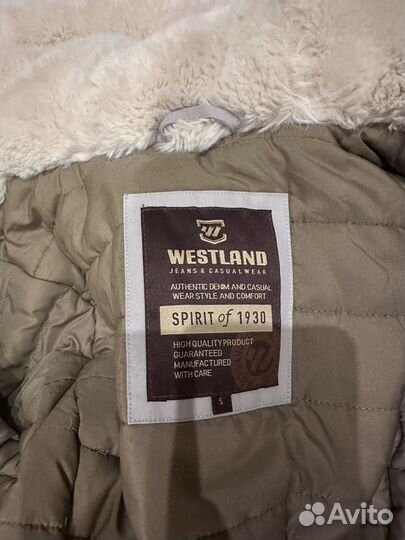 WESTLAND
JEANS & CASUALWEAR
AUTHENTIC DENIM AND CASUAL
WEAR STYLE AND COMFORT
SPIRIT of 1930
HIGH QUALITY PRODUCT
GUARANTEED
MANUFACTURED
WITH CARE
S
Avito